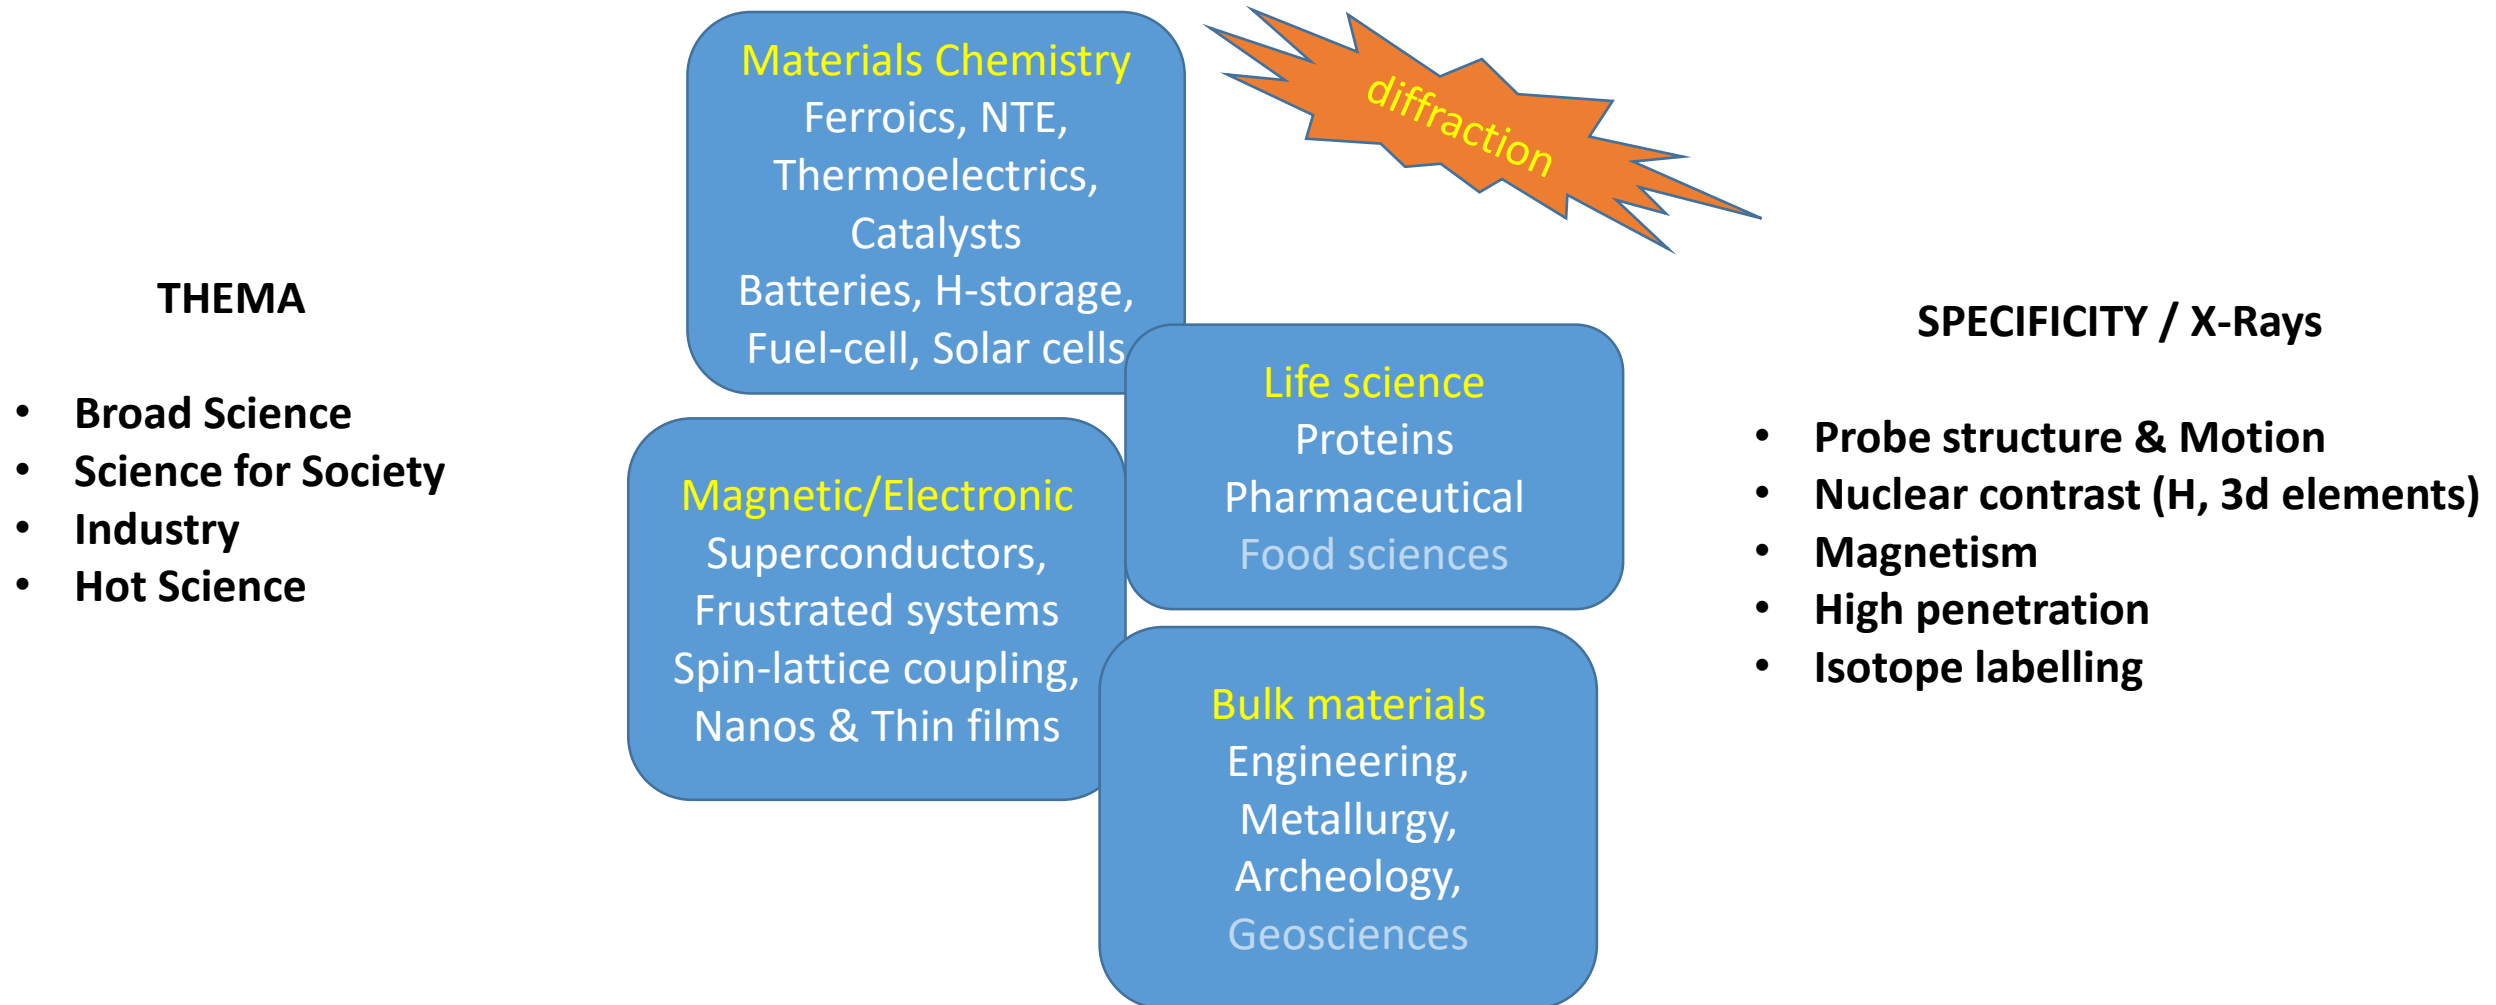 THEMA
• Broad Science
• Science for Society
• Industry
• Hot Science
Materials Chemistry
Ferroics, NTE,
Thermoelectrics,
Catalysts
Batteries, H-storage,
Fuel-cell, Solar cells
Magnetic/Electronic
Superconductors,
Frustrated systems
Spin-lattice coupling,
Nanos & Thin films
diffraction
Life science
Proteins
Pharmaceutical
Food sciences
Bulk materials
Engineering,
Metallurgy,
Archeology,
Geosciences
SPECIFICITY / X-Rays
• Probe structure & Motion
• Nuclear contrast (H, 3d elements)
• Magnetism
• High penetration
• Isotope labelling